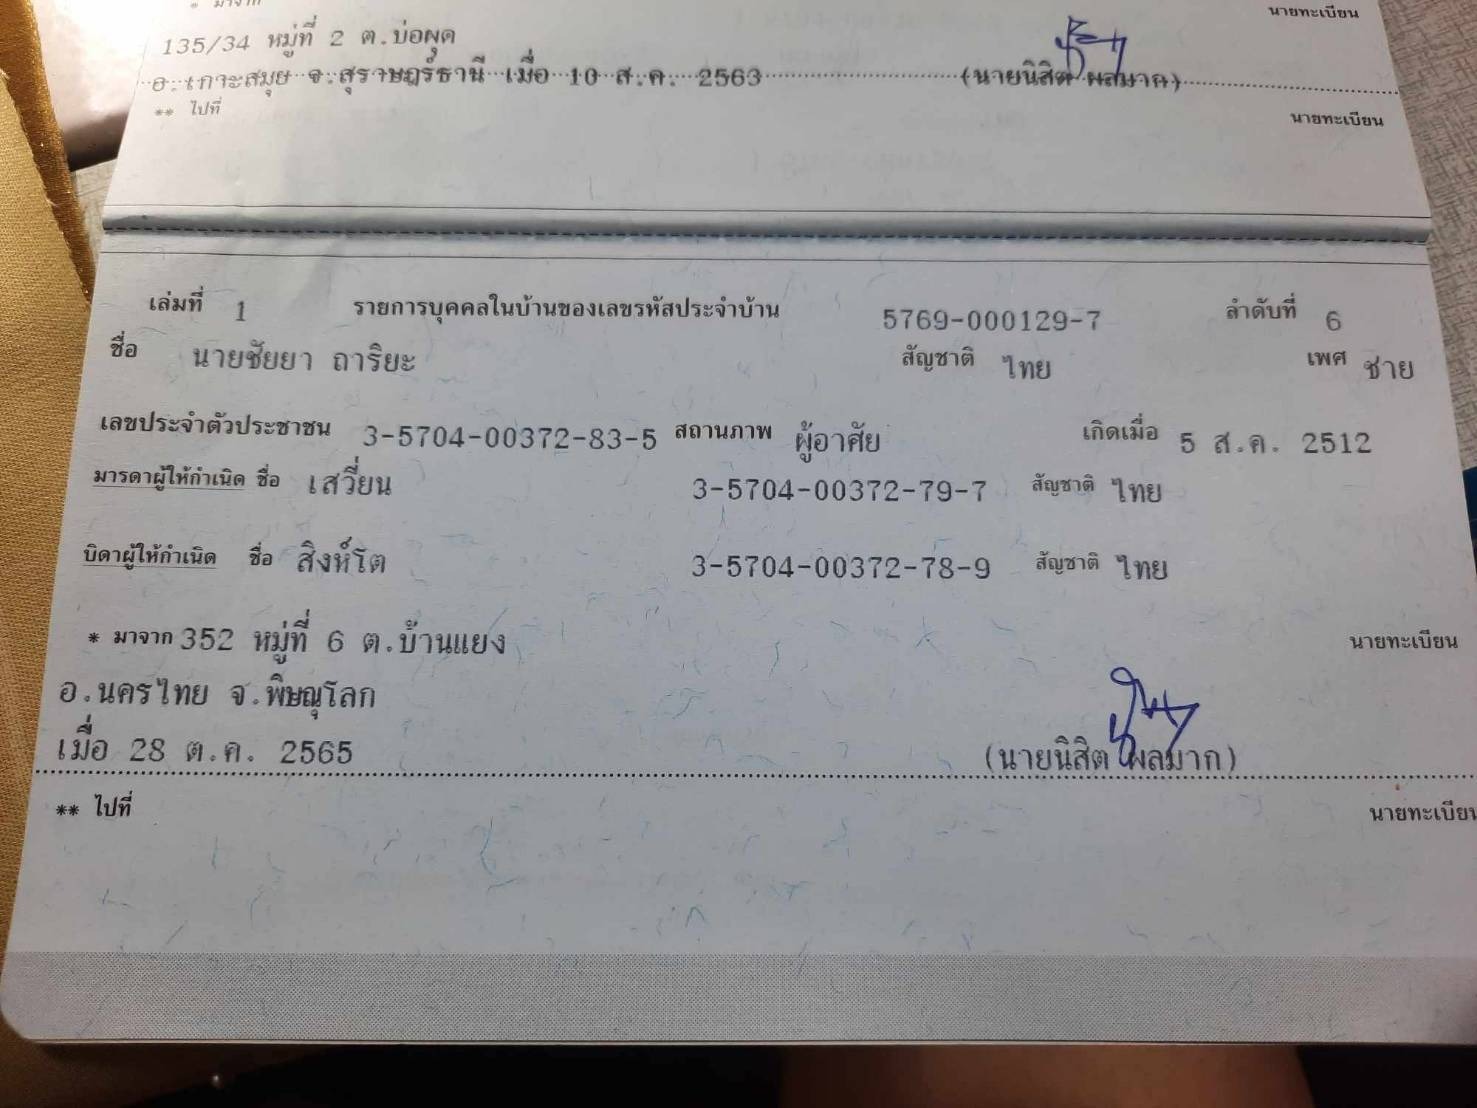 * มาจาก
นายทะเบียน
135/34 หมู่ที่ 2 ต.บ่อผุด
อ.เกาะสมุย จ.สุราษฎร์ธานี เมื่อ 10 ส.ค. 2563 (นายนิสิต ผลมาก)
** ไปที่ นายทะเบียน
เล่มที่ 1 รายการบุคคลในบ้านของเลขรหัสประจำบ้าน 5769-000129-7 ลำดับที่ 6
ชื่อ นายชัยยา ถาริยะ สัญชาติ ไทย เพศ ชาย
เลขประจำตัวประชาชน 3-5704-00372-83-5 สถานภาพ ผู้อาศัย เกิดเมื่อ 5 ส.ค. 2512
มารดาผู้ให้กำเนิด ชื่อ เสวี่ยน 3-5704-00372-79-7 สัญชาติ ไทย
บิดาผู้ให้กำเนิด ชื่อ สิงห์โต 3-5704-00372-78-9 สัญชาติ ไทย
* มาจาก 352 หมู่ที่ 6 ต.บ้านแยง นายทะเบียน
อ.นครไทย จ.พิษณุโลก
เมื่อ 28 ต.ค. 2565 (นายนิสิต ผลมาก)
** ไปที่ นายทะเบียน